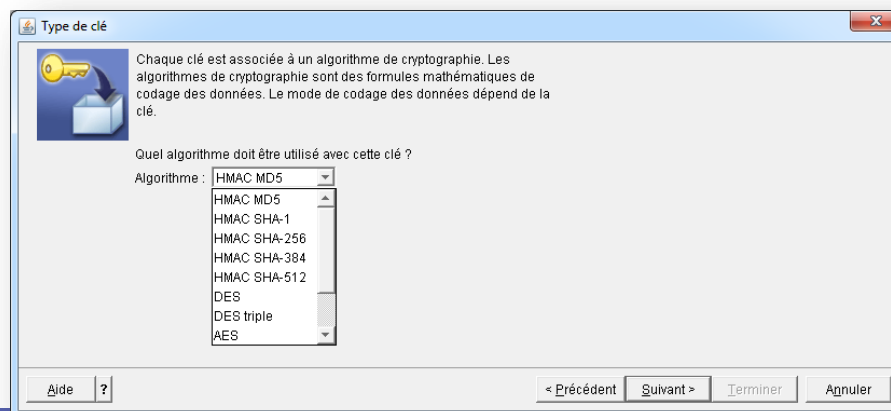 Type de clé
Chaque clé est associée à un algorithme de cryptographie. Les
algorithmes de cryptographie sont des formules mathématiques de
codage des données. Le mode de codage des données dépend de la
clé.
Quel algorithme doit être utilisé avec cette clé ?
Algorithme : HMAC MD5
HMAC MD5
HMAC SHA-1
HMAC SHA-256
HMAC SHA-384
HMAC SHA-512
DES
DES triple
AES
Aide ? < Précédent Suivant > Terminer Annuler